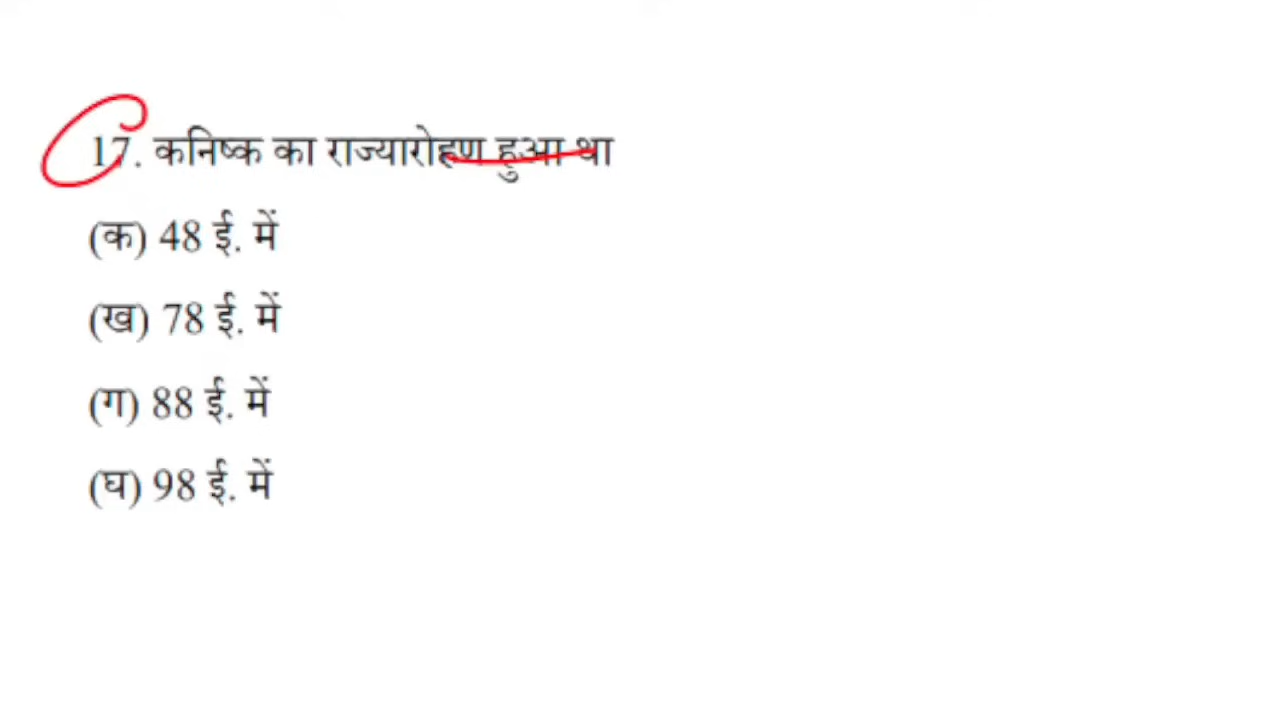 17. कनिष्क का राज्यारोहण हुआ था
(क) 48 ई. में
(ख) 78 ई. में
(ग) 88 ई. में
(घ) 98 ई. में